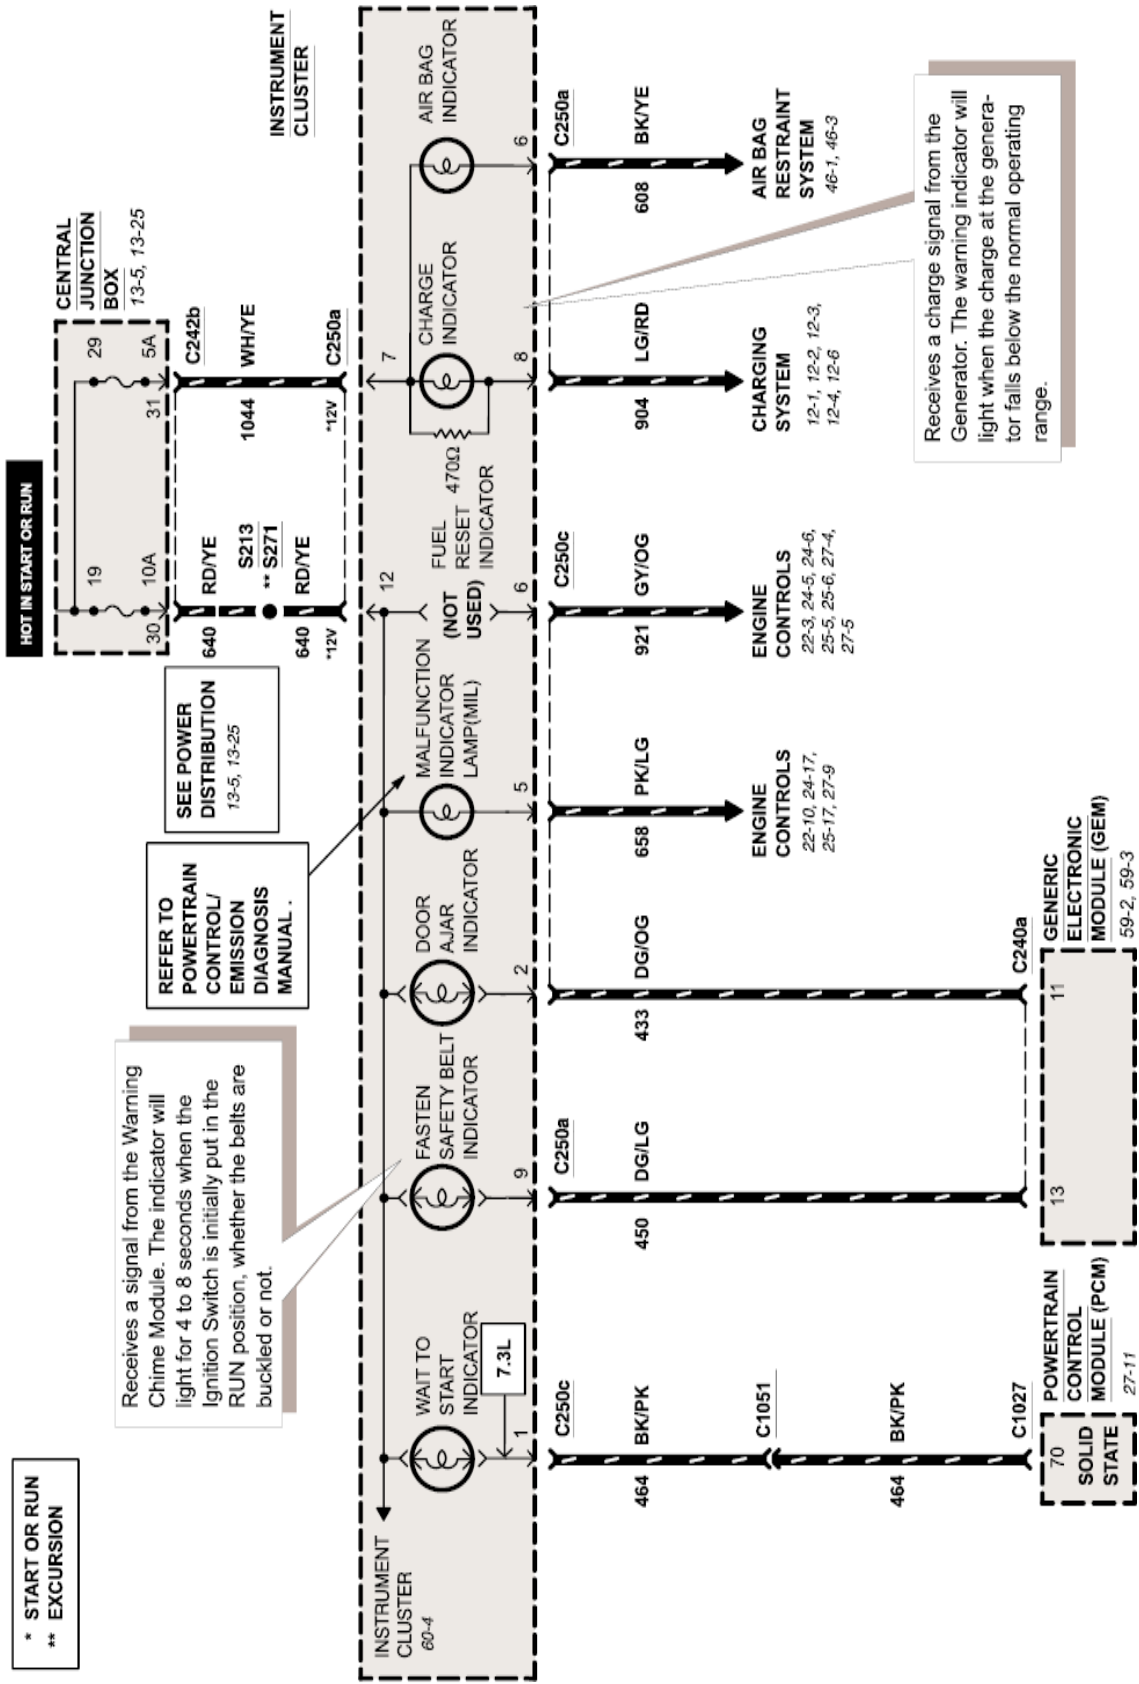 * START OR RUN
** EXCURSION
HOT IN START OR RUN
CENTRAL
JUNCTION
BOX
13-5, 13-25
19
10A
30
29
5A
31
C242b
SEE POWER
DISTRIBUTION
13-5, 13-25
640
RD/YE
S213
** S271
640
RD/YE
*12V
1044
WH/YE
*12V
C250a
REFER TO
POWERTRAIN
CONTROL/
EMISSION
DIAGNOSIS
MANUAL .
Receives a signal from the Warning
Chime Module. The indicator will
light for 4 to 8 seconds when the
Ignition Switch is initially put in the
RUN position, whether the belts are
buckled or not.
INSTRUMENT
CLUSTER
12
7
INSTRUMENT
CLUSTER
60-4
WAIT TO
START
INDICATOR
7.3L
1
FASTEN
SAFETY BELT
INDICATOR
9
DOOR
AJAR
INDICATOR
2
MALFUNCTION
INDICATOR
LAMP(MIL)
5
(NOT
USED)
FUEL
RESET
INDICATOR
6
470Ω
CHARGE
INDICATOR
8
AIR BAG
INDICATOR
6
C250c
C250a
C250c
C250a
464
BK/PK
C1051
464
BK/PK
C1027
450
DG/LG
433
DG/OG
C240a
658
PK/LG
ENGINE
CONTROLS
22-10, 24-17,
25-17, 27-9
921
GY/OG
ENGINE
CONTROLS
22-3, 24-5, 24-6,
25-5, 25-6, 27-4,
27-5
904
LG/RD
CHARGING
SYSTEM
12-1, 12-2, 12-3,
12-4, 12-6
608
BK/YE
AIR BAG
RESTRAINT
SYSTEM
46-1, 46-3
Receives a charge signal from the
Generator. The warning indicator will
light when the charge at the genera-
tor falls below the normal operating
range.
70
SOLID
STATE
POWERTRAIN
CONTROL
MODULE (PCM)
27-11
13
11
GENERIC
ELECTRONIC
MODULE (GEM)
59-2, 59-3